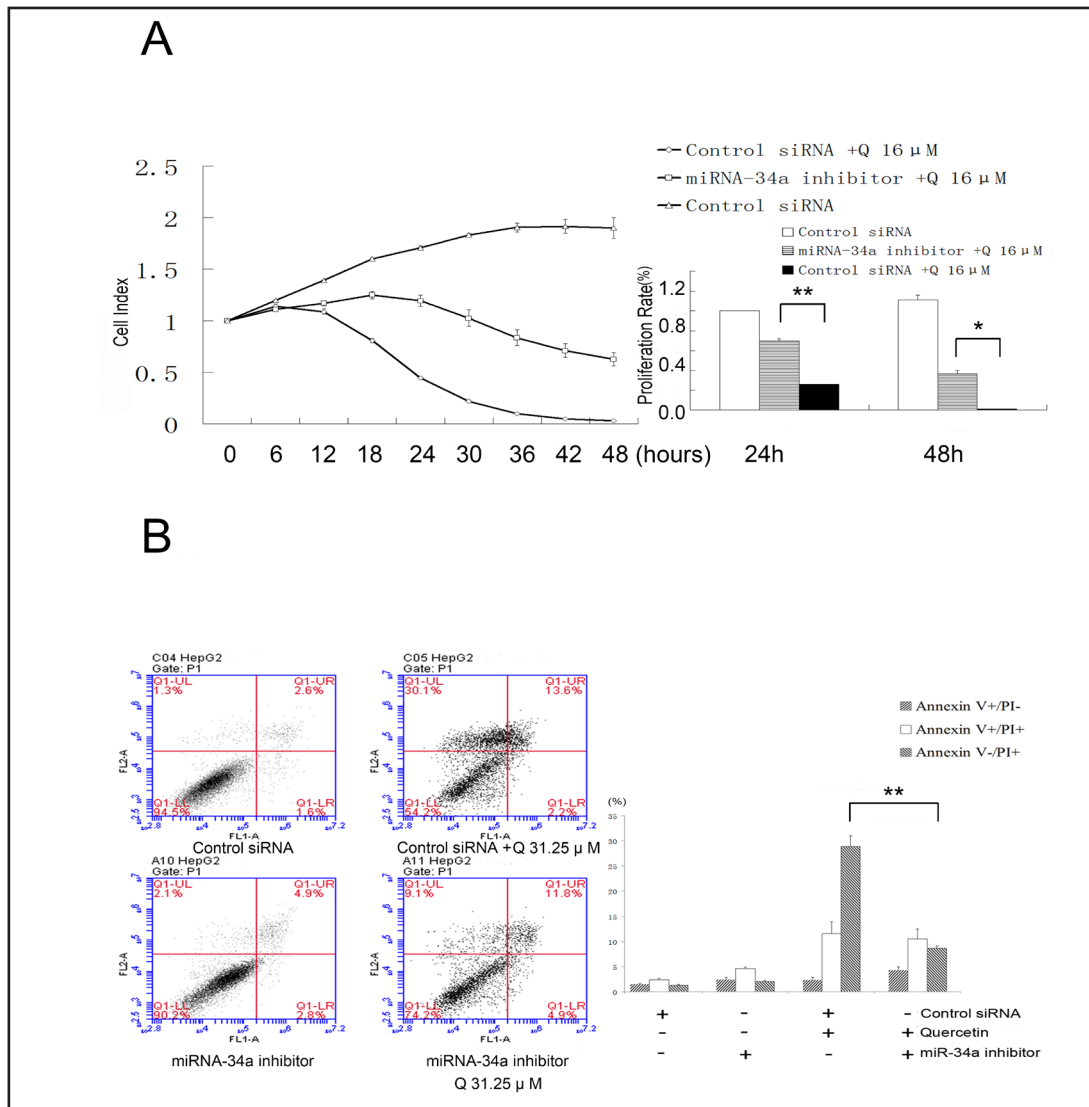 A
2.5
2
1.5
1
0.5
0
Cell Index
0 6 12 18 24 30 36 42 48 (hours)
Control siRNA +Q 16 μM
miRNA-34a inhibitor +Q 16 μM
Control siRNA
Control siRNA
miRNA-34a inhibitor +Q 16 μM
Control siRNA +Q 16 μM
Proliferation Rate(%)
1.2
0.8
0.4
0.0
**
*
24h 48h
B
C04 HepG2
Gate: P1
Q1-UL
1.3%
Q1-UR
2.6%
Q1-LL
94.5%
Q1-LR
1.6%
FL2-A
FL1-A
Control siRNA
C05 HepG2
Gate: P1
Q1-UL
30.1%
Q1-UR
13.6%
Q1-LL
54.2%
Q1-LR
2.2%
FL2-A
FL1-A
Control siRNA +Q 31.25 μ M
A10 HepG2
Gate: P1
Q1-UL
2.1%
Q1-UR
4.9%
Q1-LL
90.2%
Q1-LR
2.8%
FL2-A
FL1-A
miRNA-34a inhibitor
A11 HepG2
Gate: P1
Q1-UL
9.1%
Q1-UR
11.8%
Q1-LL
74.2%
Q1-LR
4.9%
FL2-A
FL1-A
miRNA-34a inhibitor
Q 31.25 μ M
Annexin V+/PI-
Annexin V+/PI+
Annexin V-/PI+
(%)
35
30
25
20
15
10
5
0
**
+ - + - Control siRNA
- - + + Quercetin
- + - + miR-34a inhibitor